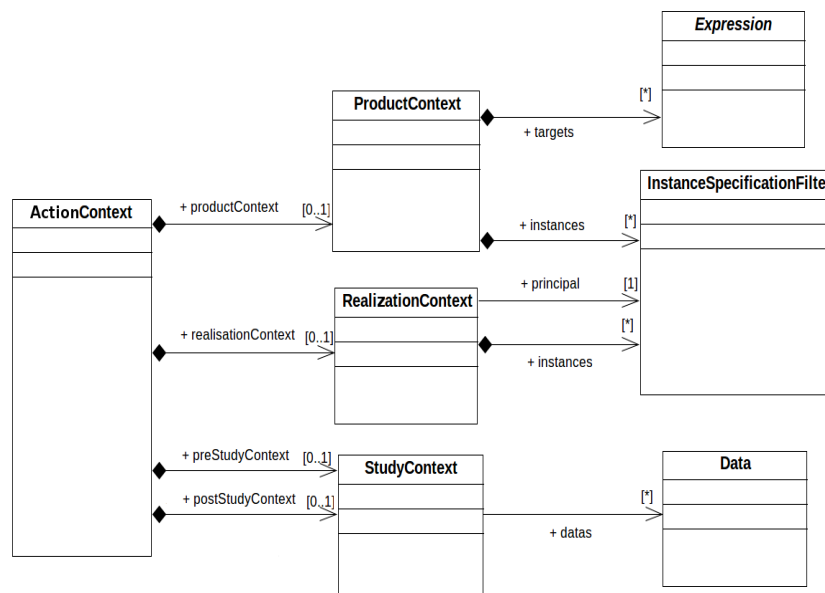 Expression
ProductContext
[*]
+ targets
InstanceSpecificationFilter
ActionContext
+ productContext
[0..1]
+ instances
[*]
+ principal
[1]
RealizationContext
+ realisationContext
[0..1]
[*]
+ instances
+ preStudyContext
[0..1]
StudyContext
Data
+ postStudyContext
[0..1]
[*]
+ datas